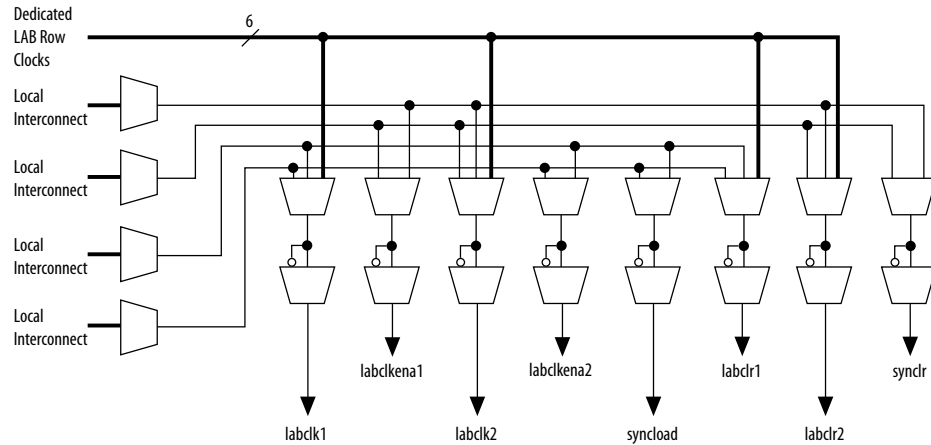 Dedicated
LAB Row
Clocks
6
Local
Interconnect
Local
Interconnect
Local
Interconnect
Local
Interconnect
labclkena1
labclkena2
labclr1
synclr
labclk1
labclk2
syncload
labclr2